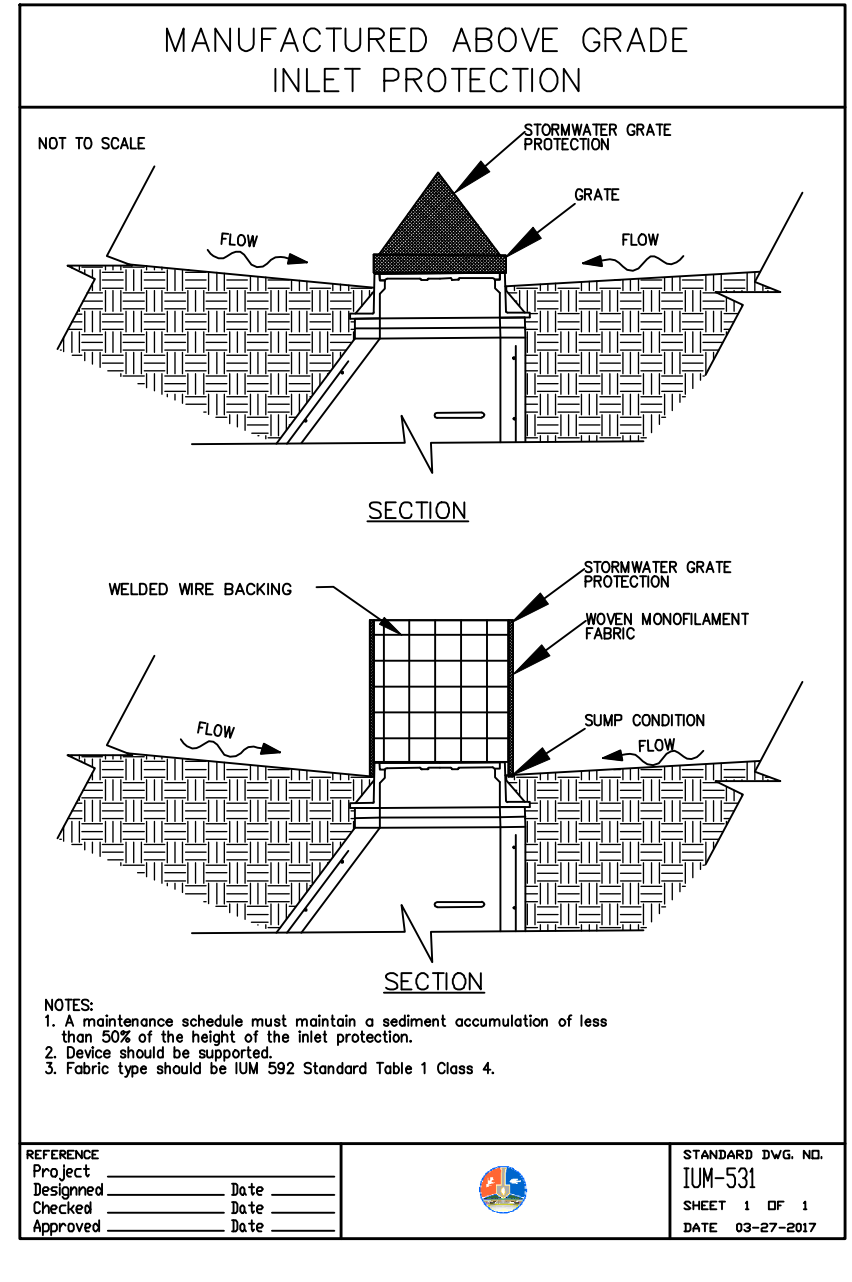 MANUFACTURED ABOVE GRADE
INLET PROTECTION
NOT TO SCALE
STORMWATER GRATE
PROTECTION
GRATE
FLOW
FLOW
SECTION
STORMWATER GRATE
PROTECTION
WELDED WIRE BACKING
WOVEN MONOFILAMENT
FABRIC
SUMP CONDITION
FLOW
FLOW
SECTION
NOTES:
1. A maintenance schedule must maintain a sediment accumulation of less
than 50% of the height of the inlet protection.
2. Device should be supported.
3. Fabric type should be IUM 592 Standard Table 1 Class 4.
REFERENCE
Project
Designned Date
Checked Date
Approved Date
STANDARD DWG. NO.
IUM-531
SHEET 1 OF 1
DATE 03-27-2017